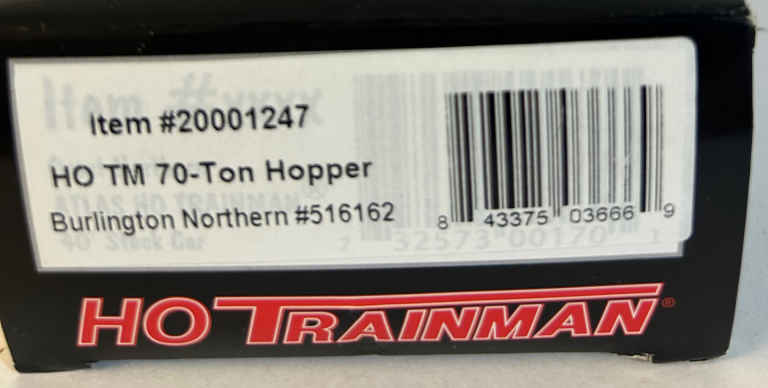 Item #20001247
HO TM 70-Ton Hopper
Burlington Northern #516162
8 43375 03666 9
HO TRAINMAN®